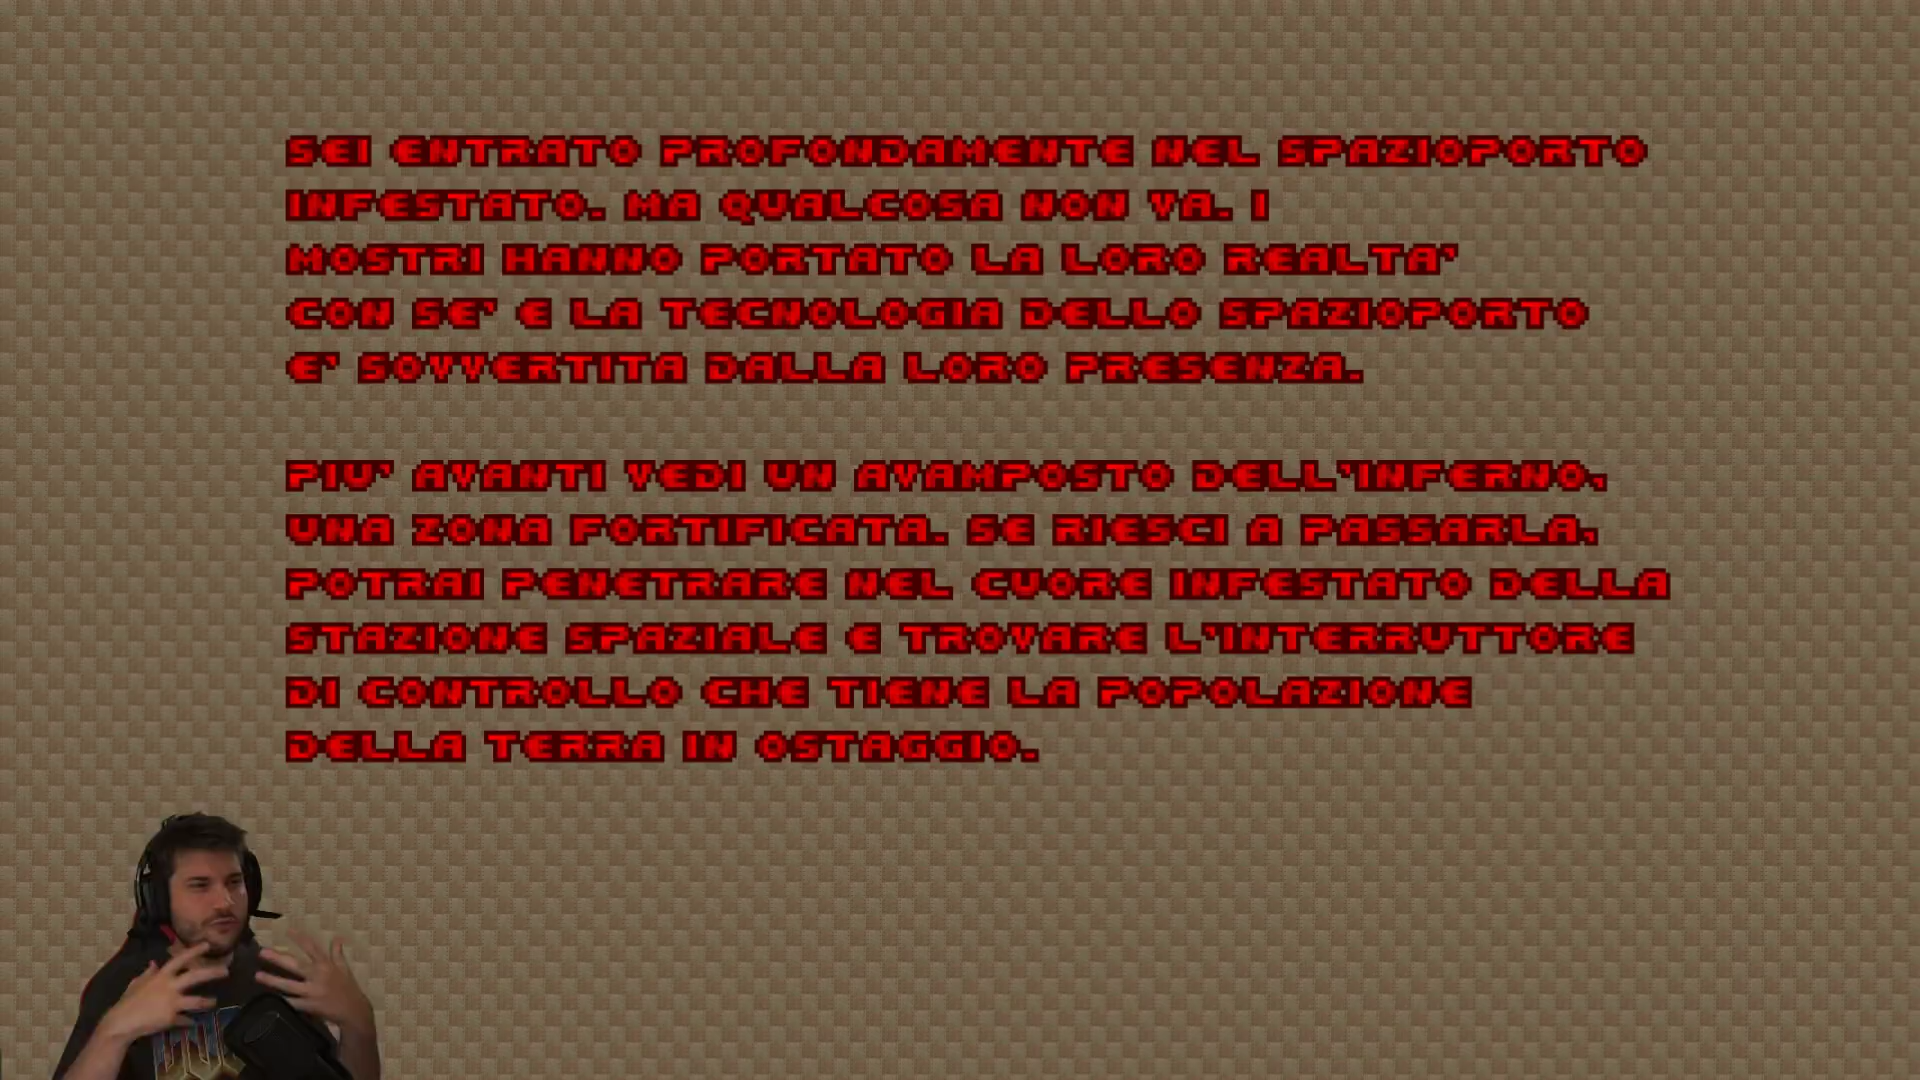 SEI ENTRATO PROFONDAMENTE NEL SPAZIOPORTO
INFESTATO. MA QUALCOSA NON VA. I
MOSTRI HANNO PORTATO LA LORO REALTA'
CON SE' E LA TECNOLOGIA DELLO SPAZIOPORTO
E' SOVVERTITA DALLA LORO PRESENZA.
PIU' AVANTI VEDI UN AVAMPOSTO DELL'INFERNO,
UNA ZONA FORTIFICATA. SE RIESCI A PASSARLA,
POTRAI PENETRARE NEL CUORE INFESTATO DELLA
STAZIONE SPAZIALE E TROVARE L'INTERRUTTORE
DI CONTROLLO CHE TIENE LA POPOLAZIONE
DELLA TERRA IN OSTAGGIO.